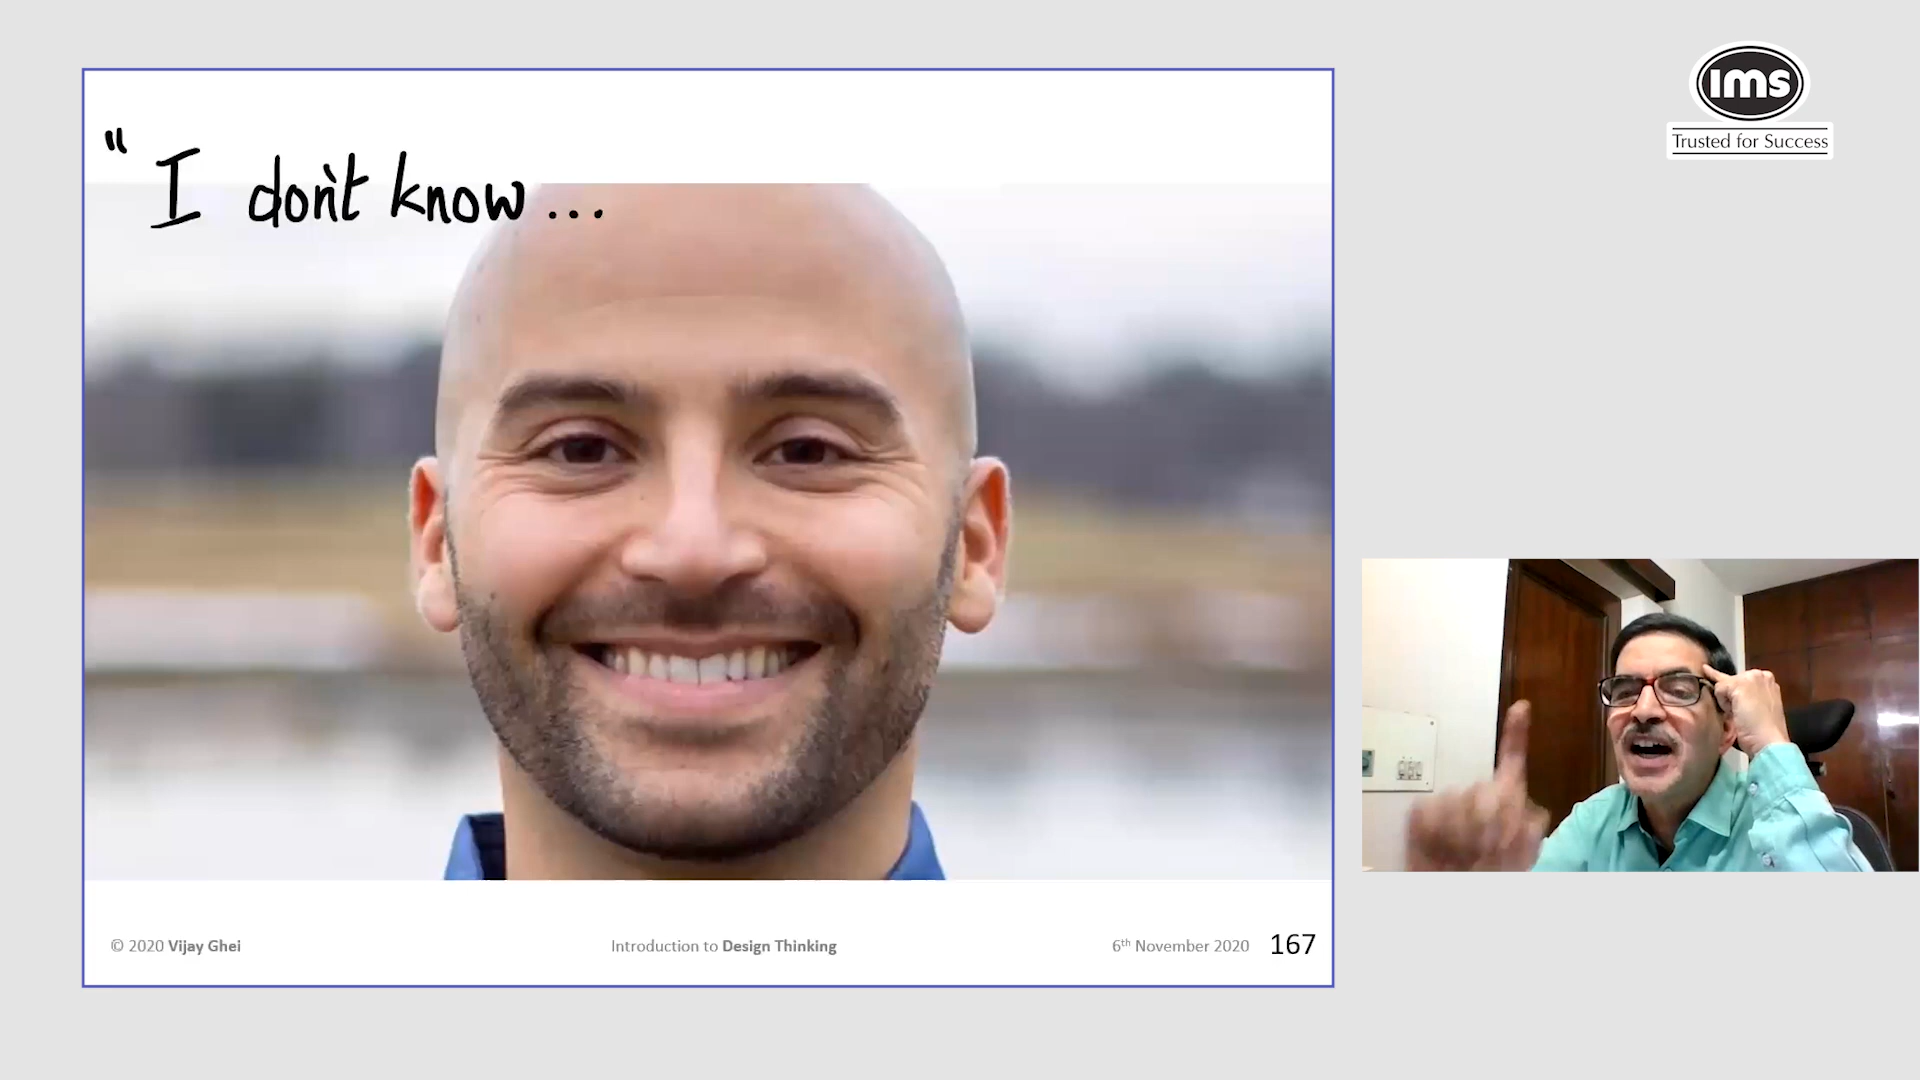 " I don't know ...
© 2020 Vijay Ghei
Introduction to Design Thinking
6th November 2020
167
ims
Trusted for Success